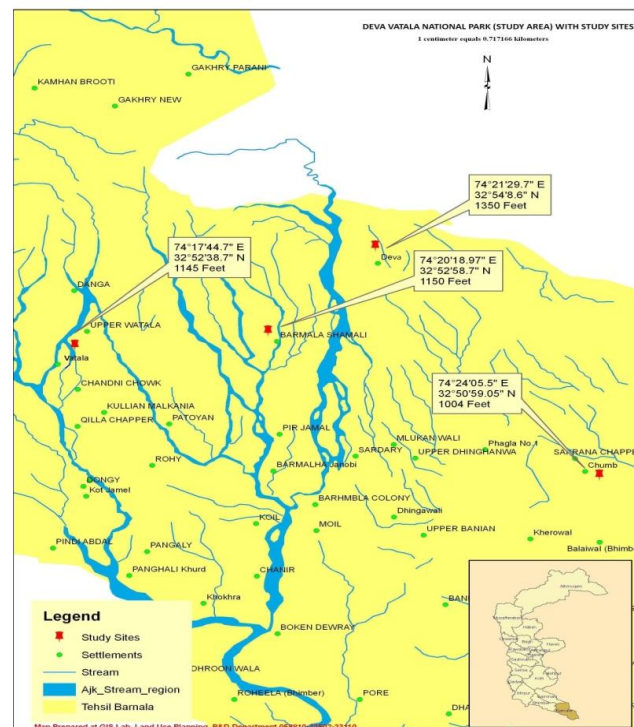 DEVA VATALA NATIONAL PARK (STUDY AREA) WITH STUDY SITES
1 centimeter equals 0.717166 kilometers
N
GAKHRY PARANI
KAMHAN BROOTI
GAKHRY NEW
74°21'29.7" E
32°54'8.6" N
1350 Feet
Deva
74°17'44.7" E
32°52'38.7" N
1145 Feet
74°20'18.97" E
32°52'58.7" N
1150 Feet
DANGA
UPPER WATALA
BARMALA SHAMALI
Vatala
74°24'05.5" E
32°50'59.05" N
1004 Feet
CHANDNI CHOWK
KULLIAN MALKANIA
QILLA CHAPPER
PATOYAN
PIR JAMAL
MLUKAN WALI
Phagla No 1
SARDARY
UPPER DHINGHANWA
ROHY
BARMALHA Janobi
Chumb
Kot Jamel
BARHMBLA COLONY
KOIL
MOIL
Dhingawali
UPPER BANIAN
Kherowal
Balaiwal (Bhimb
PINDI ABDAL
PANGALY
PANGHALI Khurd
CHANIR
Khokhra
BAN
BOKEN DEWRAY
DHROON WALA
ROHEELA (Bhimber)
PORE
DHA
Legend
Study Sites
Settlements
Stream
Ajk_Stream_region
Tehsil Barnala